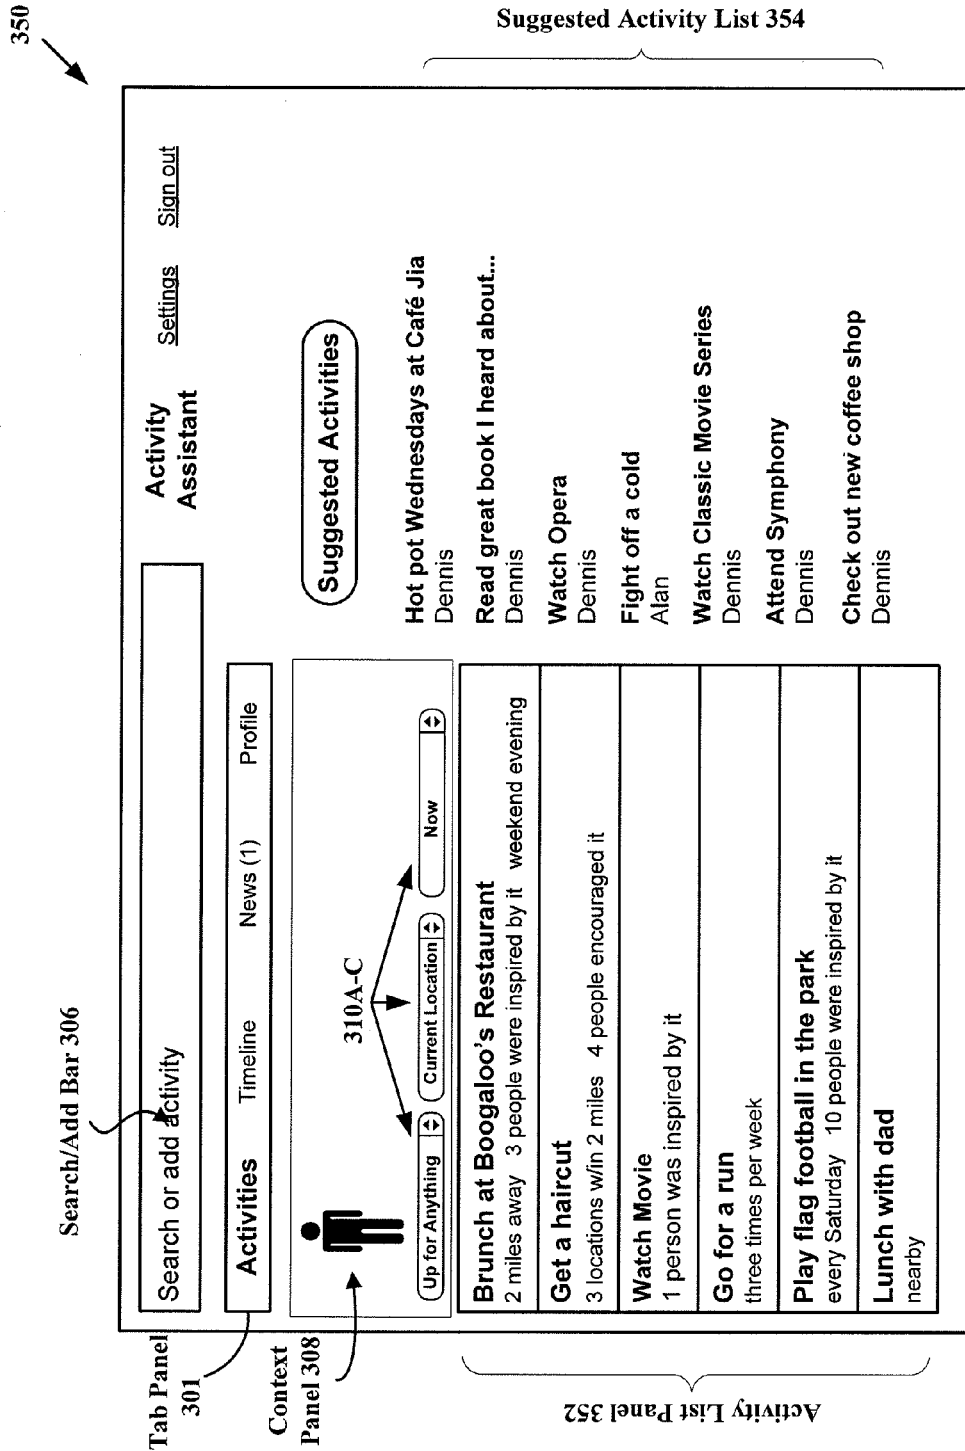 350
Search/Add Bar 306
Search or add activity
Activity
Assistant
Settings
Sign out
Tab Panel
301
Activities
Timeline
News (1)
Profile
Context
Panel 308
310A-C
Up for Anything
Current Location
Now
Suggested Activities
Activity List Panel 352
Brunch at Boogaloo's Restaurant
2 miles away 3 people were inspired by it weekend evening
Get a haircut
3 locations w/in 2 miles 4 people encouraged it
Watch Movie
1 person was inspired by it
Go for a run
three times per week
Play flag football in the park
every Saturday 10 people were inspired by it
Lunch with dad
nearby
Hot pot Wednesdays at Café Jia
Dennis
Read great book I heard about...
Dennis
Watch Opera
Dennis
Fight off a cold
Alan
Watch Classic Movie Series
Dennis
Attend Symphony
Dennis
Check out new coffee shop
Dennis
Suggested Activity List 354